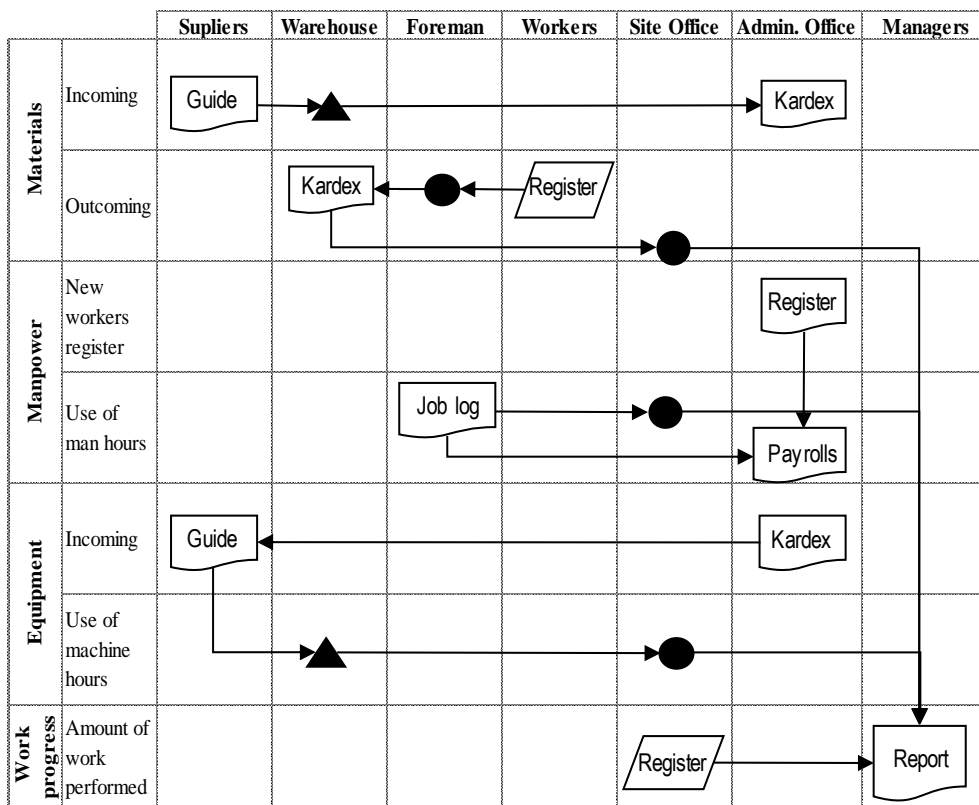 Supliers Warehouse Foreman Workers Site Office Admin. Office Managers
Materials
Incoming
Guide
Kardex
Outcoming
Kardex
Register
Manpower
New
workers
register
Register
Use of
man hours
Job log
Payrolls
Equipment
Incoming
Guide
Kardex
Use of
machine
hours
Work
progress
Amount of
work
performed
Register
Report